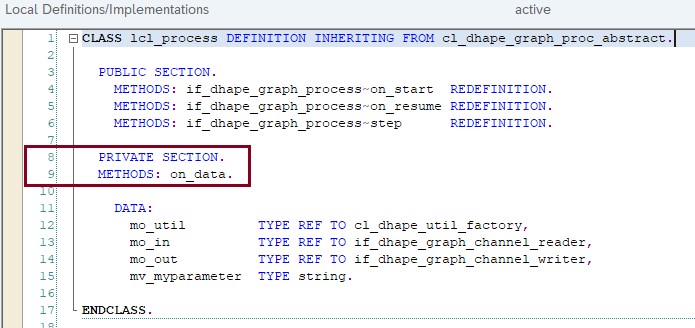 Local Definitions/Implementations active
1 CLASS lcl_process DEFINITION INHERITING FROM cl_dhape_graph_proc_abstract.
2
3 PUBLIC SECTION.
4 METHODS: if_dhape_graph_process~on_start REDEFINITION.
5 METHODS: if_dhape_graph_process~on_resume REDEFINITION.
6 METHODS: if_dhape_graph_process~step REDEFINITION.
7
8 PRIVATE SECTION.
9 METHODS: on_data.
10
11 DATA:
12 mo_util TYPE REF TO cl_dhape_util_factory,
13 mo_in TYPE REF TO if_dhape_graph_channel_reader,
14 mo_out TYPE REF TO if_dhape_graph_channel_writer,
15 mv_myparameter TYPE string.
16
17 ENDCLASS.
18